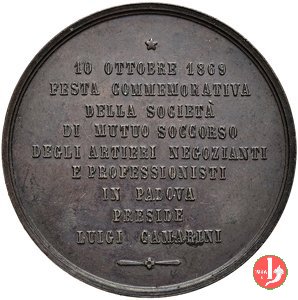 10 OTTOBRE 1869
FESTA COMMEMORATIVA
DELLA SOCIETÀ
DI MUTUO SOCCORSO
DEGLI ARTIERI NEGOZIANTI
E PROFESSIONISTI
IN PADOVA
PRESIDE
LUIGI CAMARINI